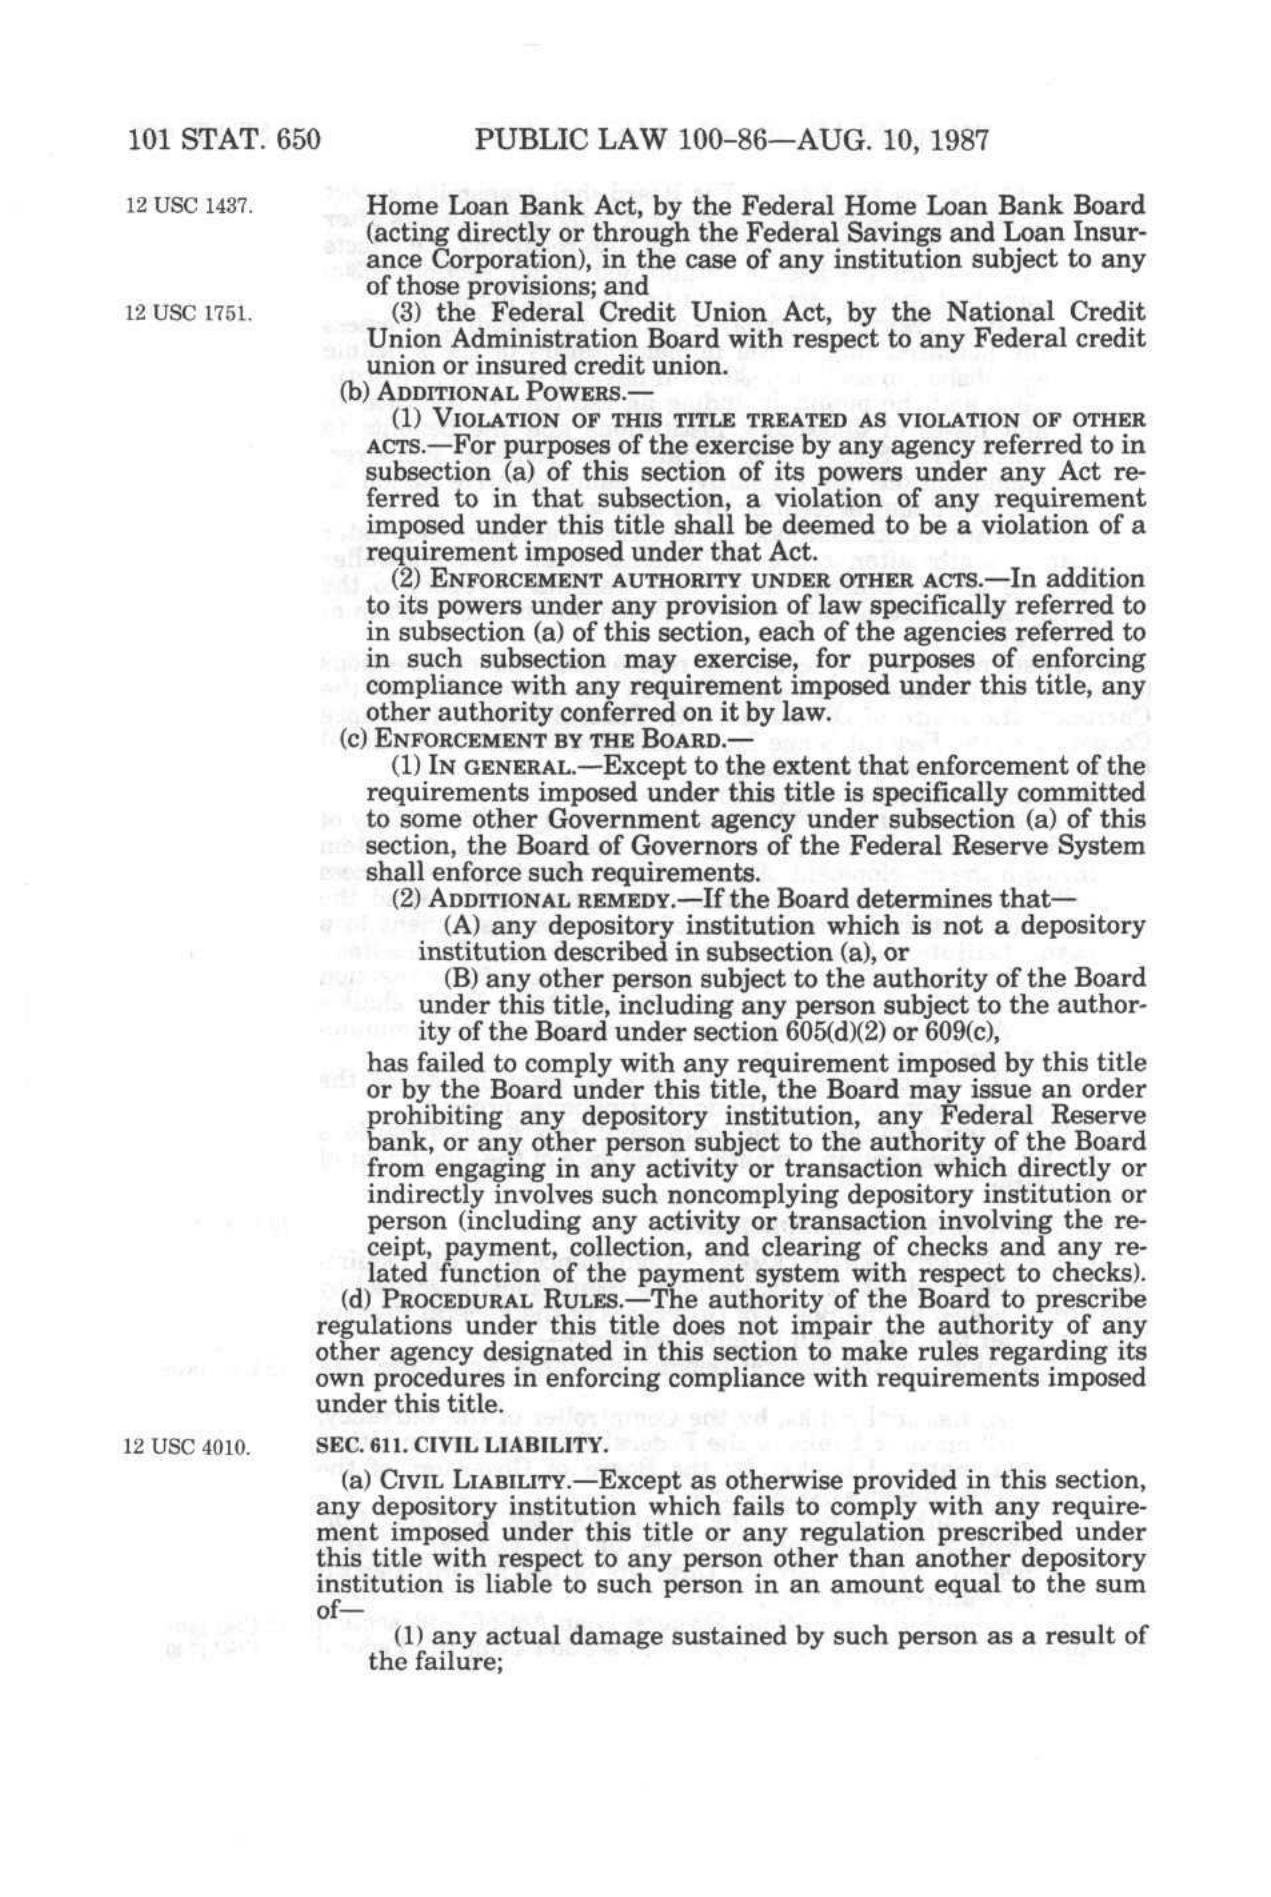 101 STAT. 650 PUBLIC LAW 100-86—AUG. 10, 1987
12 USC 1437. Home Loan Bank Act, by the Federal Home Loan Bank Board
(acting directly or through the Federal Savings and Loan Insur-
ance Corporation), in the case of any institution subject to any
of those provisions; and
12 USC 1751. (3) the Federal Credit Union Act, by the National Credit
Union Administration Board with respect to any Federal credit
union or insured credit union.
(b) ADDITIONAL POWERS.—
(1) VIOLATION OF THIS TITLE TREATED AS VIOLATION OF OTHER
ACTS.—For purposes of the exercise by any agency referred to in
subsection (a) of this section of its powers under any Act re-
ferred to in that subsection, a violation of any requirement
imposed under this title shall be deemed to be a violation of a
requirement imposed under that Act.
(2) ENFORCEMENT AUTHORITY UNDER OTHER ACTS.—In addition
to its powers under any provision of law specifically referred to
in subsection (a) of this section, each of the agencies referred to
in such subsection may exercise, for purposes of enforcing
compliance with any requirement imposed under this title, any
other authority conferred on it by law.
(c) ENFORCEMENT BY THE BOARD.—
(1) IN GENERAL.—Except to the extent that enforcement of the
requirements imposed under this title is specifically committed
to some other Government agency under subsection (a) of this
section, the Board of Governors of the Federal Reserve System
shall enforce such requirements.
(2) ADDITIONAL REMEDY.—If the Board determines that—
(A) any depository institution which is not a depository
institution described in subsection (a), or
(B) any other person subject to the authority of the Board
under this title, including any person subject to the author-
ity of the Board under section 605(d)(2) or 609(c),
has failed to comply with any requirement imposed by this title
or by the Board under this title, the Board may issue an order
prohibiting any depository institution, any Federal Reserve
bank, or any other person subject to the authority of the Board
from engaging in any activity or transaction which directly or
indirectly involves such noncomplying depository institution or
person (including any activity or transaction involving the re-
ceipt, payment, collection, and clearing of checks and any re-
lated function of the payment system with respect to checks).
(d) PROCEDURAL RULES.—The authority of the Board to prescribe
regulations under this title does not impair the authority of any
other agency designated in this section to make rules regarding its
own procedures in enforcing compliance with requirements imposed
under this title.
12 USC 4010. SEC. 611. CIVIL LIABILITY.
(a) CIVIL LIABILITY.—Except as otherwise provided in this section,
any depository institution which fails to comply with any require-
ment imposed under this title or any regulation prescribed under
this title with respect to any person other than another depository
institution is liable to such person in an amount equal to the sum
of—
(1) any actual damage sustained by such person as a result of
the failure;